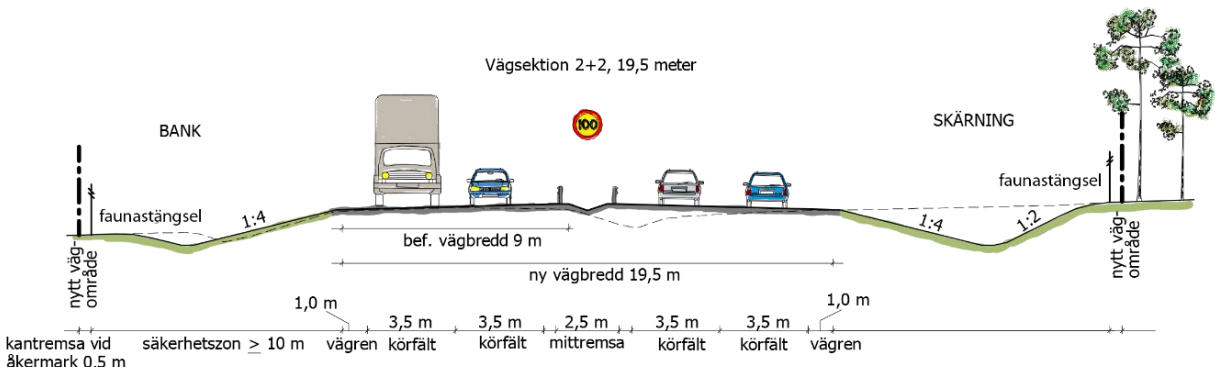 Vägsektion 2+2, 19,5 meter
BANK
100
SKÄRNING
faunastängsel
1:4
faunastängsel
1:4
1:2
bef. vägbredd 9 m
ny vägbredd 19,5 m
nytt väg-
område
nytt väg-
område
1,0 m
1,0 m
3,5 m
3,5 m
2,5 m
3,5 m
3,5 m
kantremsa vid
åkermark 0,5 m
säkerhetszon ≥ 10 m
vägren
körfält
körfält
mittremsa
körfält
körfält
vägren